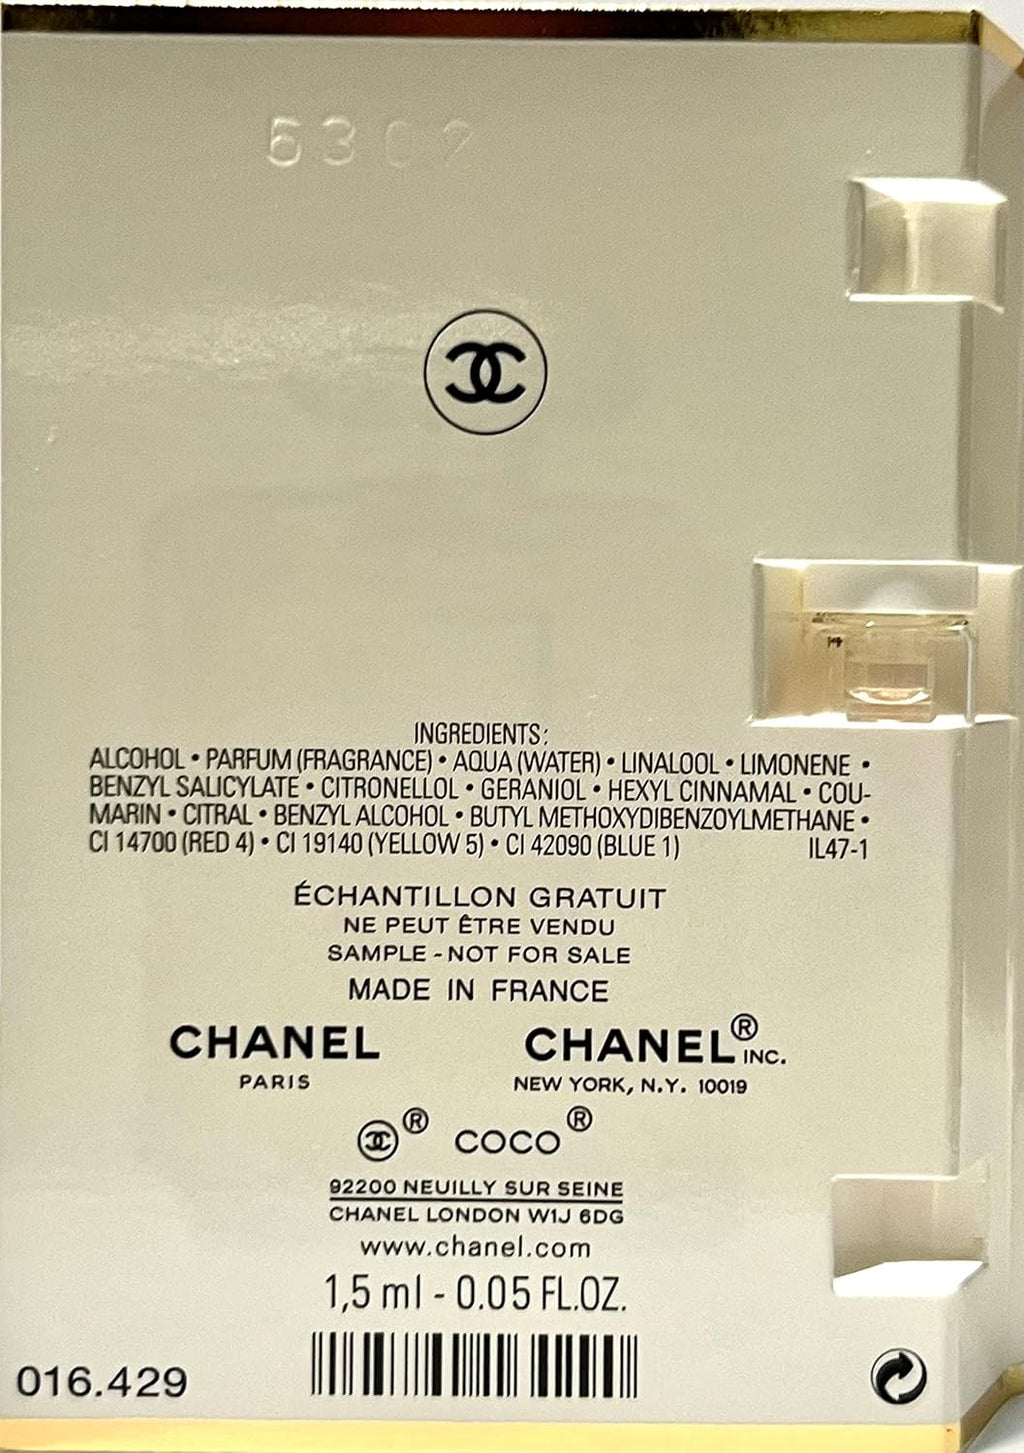 INGREDIENTS:
ALCOHOL • PARFUM (FRAGRANCE) • AQUA (WATER) • LINALOOL • LIMONENE •
BENZYL SALICYLATE • CITRONELLOL • GERANIOL • HEXYL CINNAMAL • COU-
MARIN • CITRAL • BENZYL ALCOHOL • BUTYL METHOXYDIBENZOYLMETHANE •
CI 14700 (RED 4) • CI 19140 (YELLOW 5) • CI 42090 (BLUE 1) IL47-1
ÉCHANTILLON GRATUIT
NE PEUT ÊTRE VENDU
SAMPLE - NOT FOR SALE
MADE IN FRANCE
CHANEL CHANEL® INC.
PARIS NEW YORK, N.Y. 10019
® COCO®
92200 NEUILLY SUR SEINE
CHANEL LONDON W1J 6DG
www.chanel.com
1,5 ml - 0.05 FL.OZ.
016.429